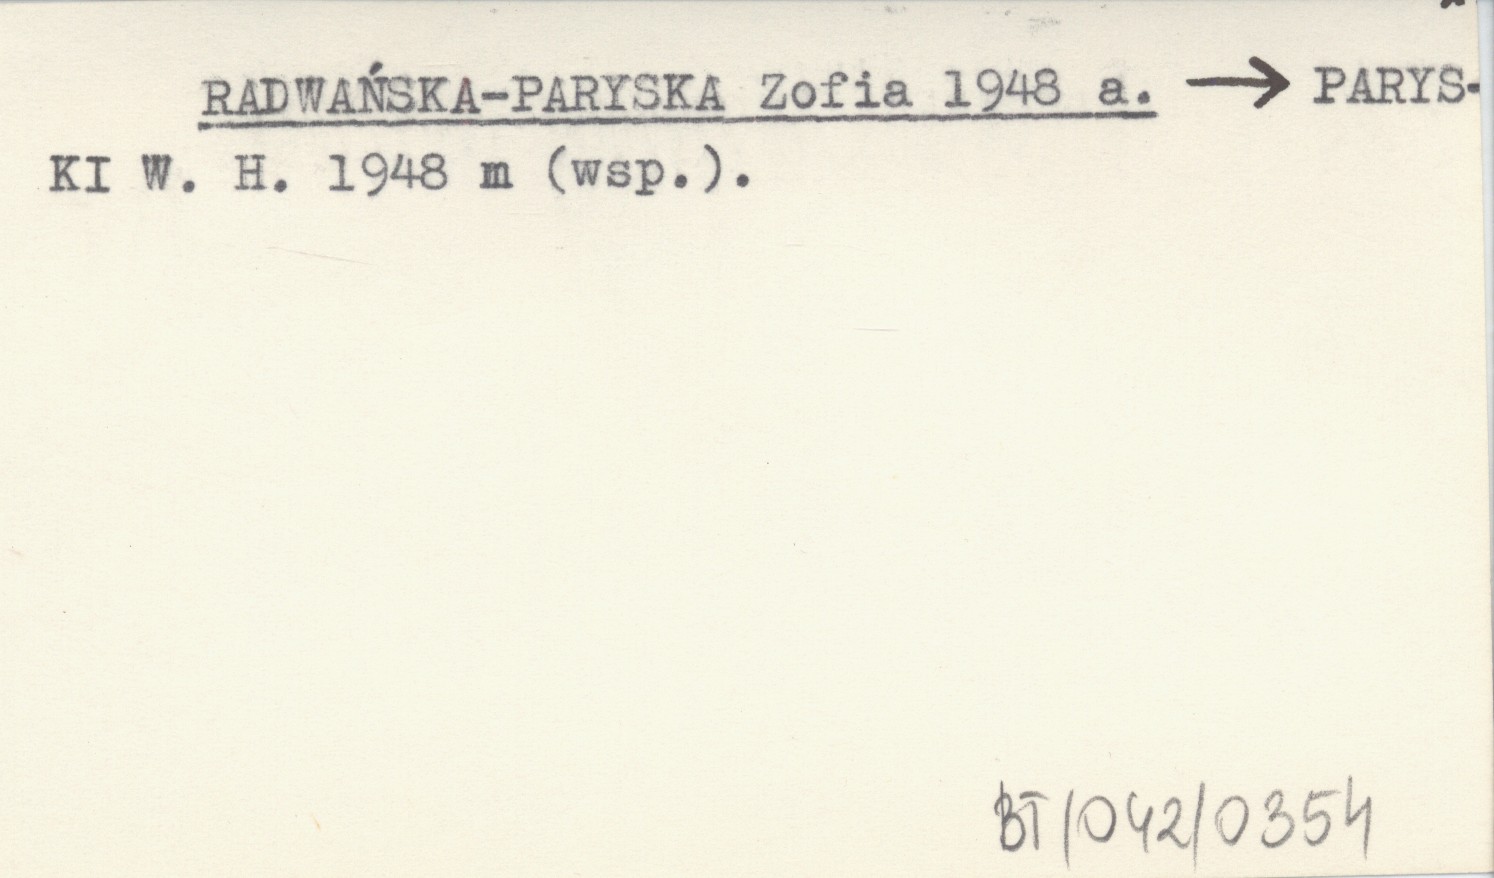 RADWAŃSKA-PARYSKA Zofia 1948 a. → PARYS-
KI W. H. 1948 m (wsp.).
BT/042/0354